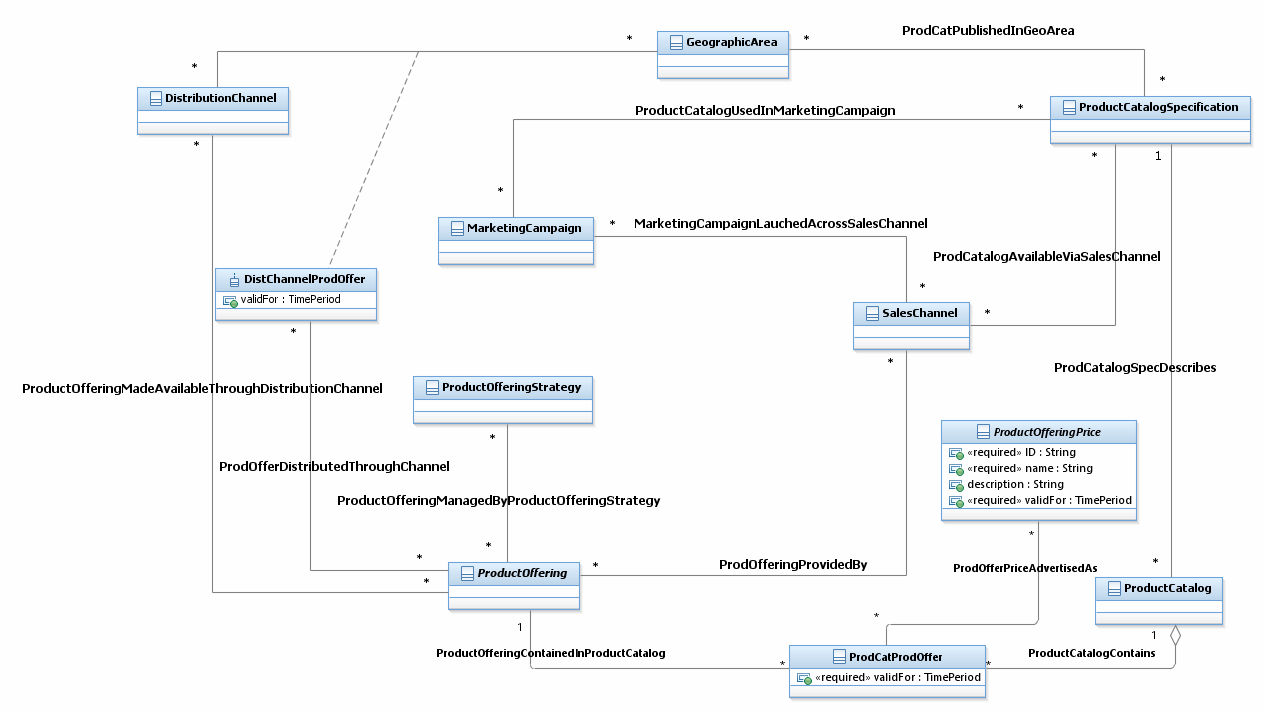 ProdCatPublishedInGeoArea
* GeographicArea *
*
*
DistributionChannel
ProductCatalogSpecification
ProductCatalogUsedInMarketingCampaign
*
*
* 1
*
MarketingCampaign
* MarketingCampaignLauchedAcrossSalesChannel
ProdCatalogAvailableViaSalesChannel
DistChannelProdOffer
validFor : TimePeriod
*
SalesChannel
*
*
*
ProdCatalogSpecDescribes
ProductOfferingMadeAvailableThroughDistributionChannel
ProductOfferingStrategy
*
ProductOfferingPrice
«required» ID : String
«required» name : String
description : String
«required» validFor : TimePeriod
ProdOfferDistributedThroughChannel
ProductOfferingManagedByProductOfferingStrategy
*
*
*
*
*
*
ProdOfferingProvidedBy
ProdOfferPriceAdvertisedAs
ProductOffering
ProductCatalog
*
1
1
ProductOfferingContainedInProductCatalog
ProdCatProdOffer
ProductCatalogContains
*
*
«required» validFor : TimePeriod